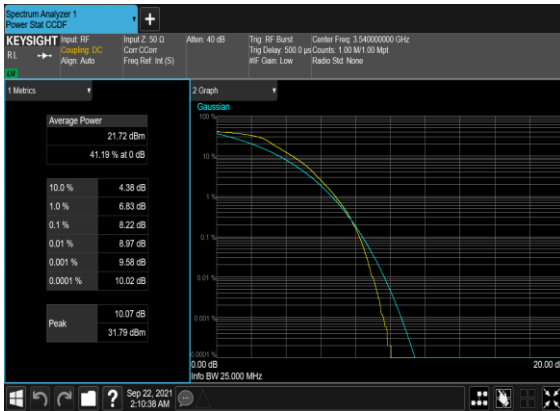 Spectrum Analyzer 1
Power Stat CCDF
+
KEYSIGHT
RL
Input: RF
Coupling: DC
Align: Auto
Input Z: 50 Ω
Corr CCorr
Freq Ref: Int (S)
Atten: 40 dB
Trig: RF Burst
Trig Delay: 500.0 µs
#IF Gain: Low
Center Freq: 3.540000000 GHz
Counts: 1.00 M/1.00 Mpt
Radio Std: None
1 Metrics
Average Power
21.72 dBm
41.19 % at 0 dB
10.0 % 4.38 dB
1.0 % 6.83 dB
0.1 % 8.22 dB
0.01 % 8.97 dB
0.001 % 9.58 dB
0.0001 % 10.02 dB
Peak
10.07 dB
31.79 dBm
2 Graph
Gaussian
100 %
10 %
1 %
0.1 %
0.01 %
0.001 %
0.0001 %
0.00 dB
20.00 d
Info BW 25.000 MHz
?
Sep 22, 2021
2:10:38 AM